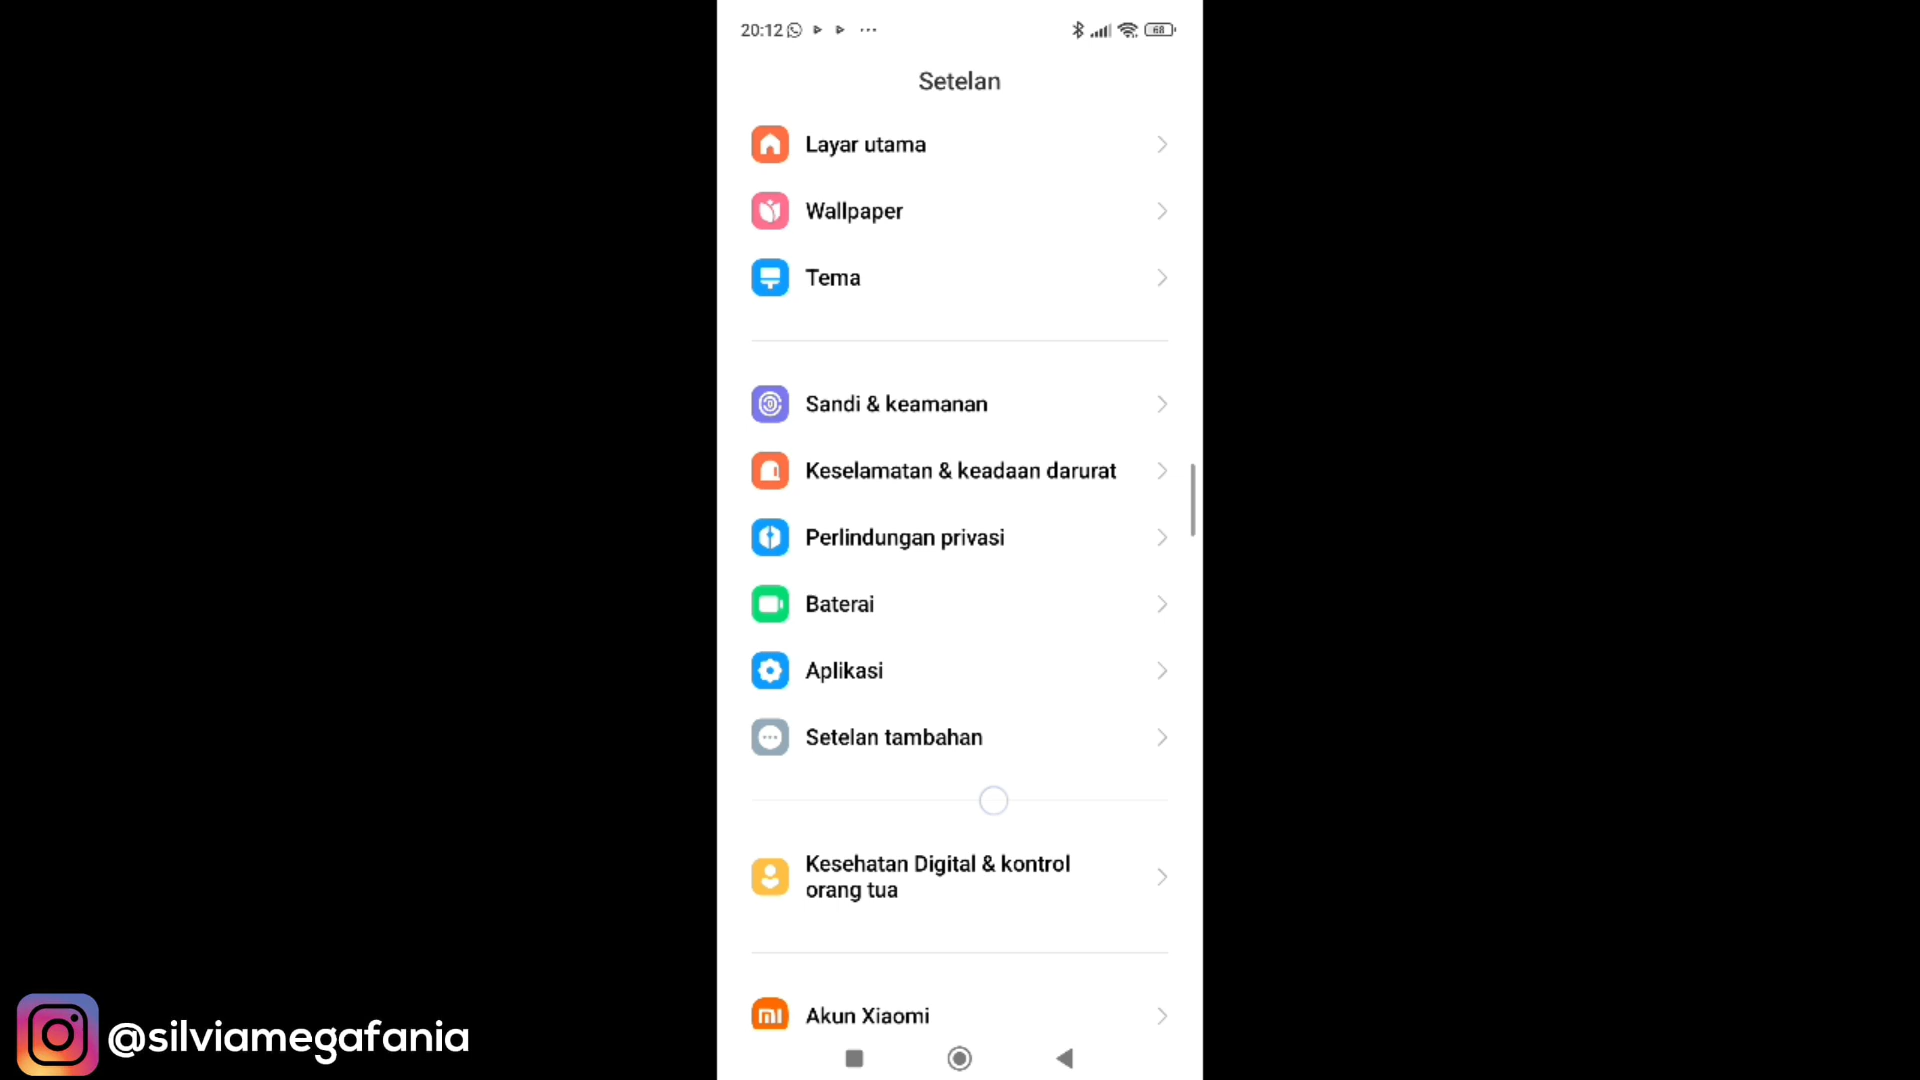 20:12
68
Setelan
Layar utama
Wallpaper
Tema
Sandi & keamanan
Keselamatan & keadaan darurat
Perlindungan privasi
Baterai
Aplikasi
Setelan tambahan
Kesehatan Digital & kontrol
orang tua
Akun Xiaomi
@silviamegafania